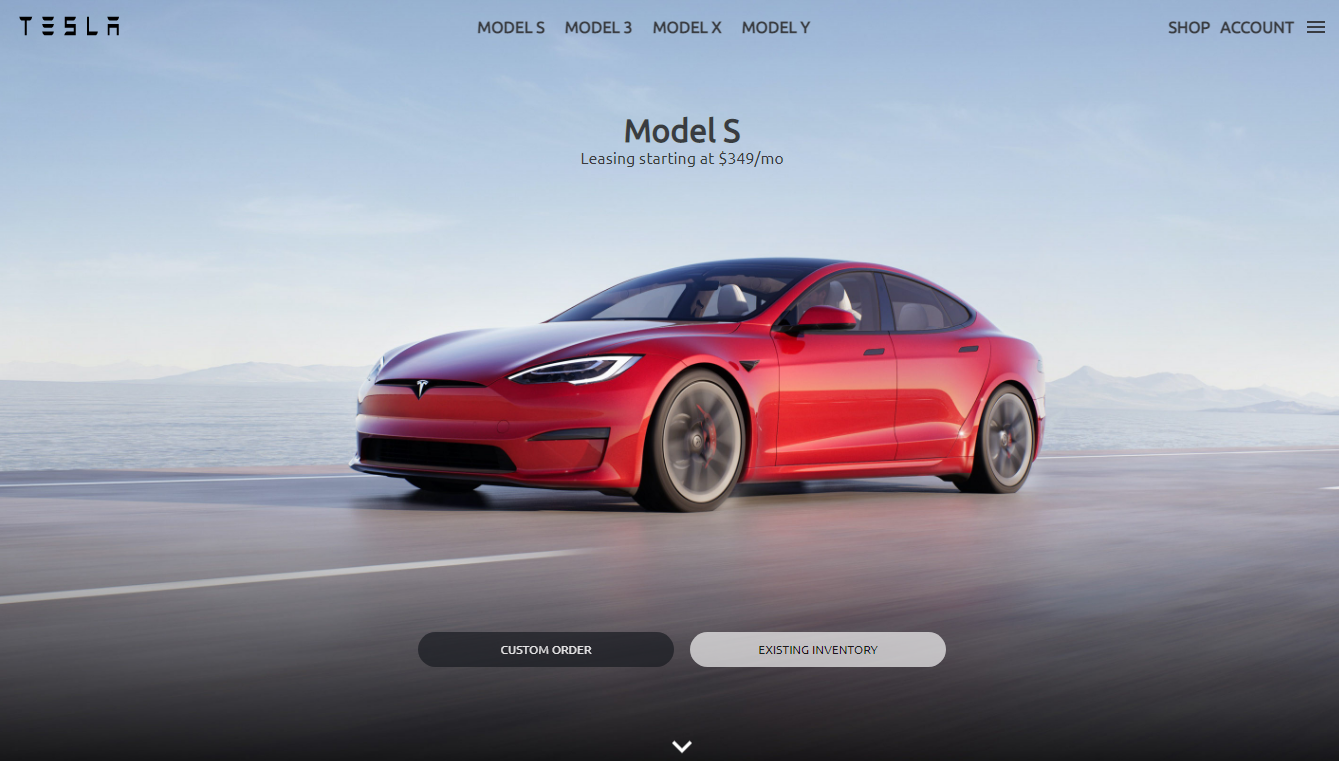 TESLA
MODEL S MODEL 3 MODEL X MODEL Y
SHOP ACCOUNT
Model S
Leasing starting at $349/mo
CUSTOM ORDER
EXISTING INVENTORY